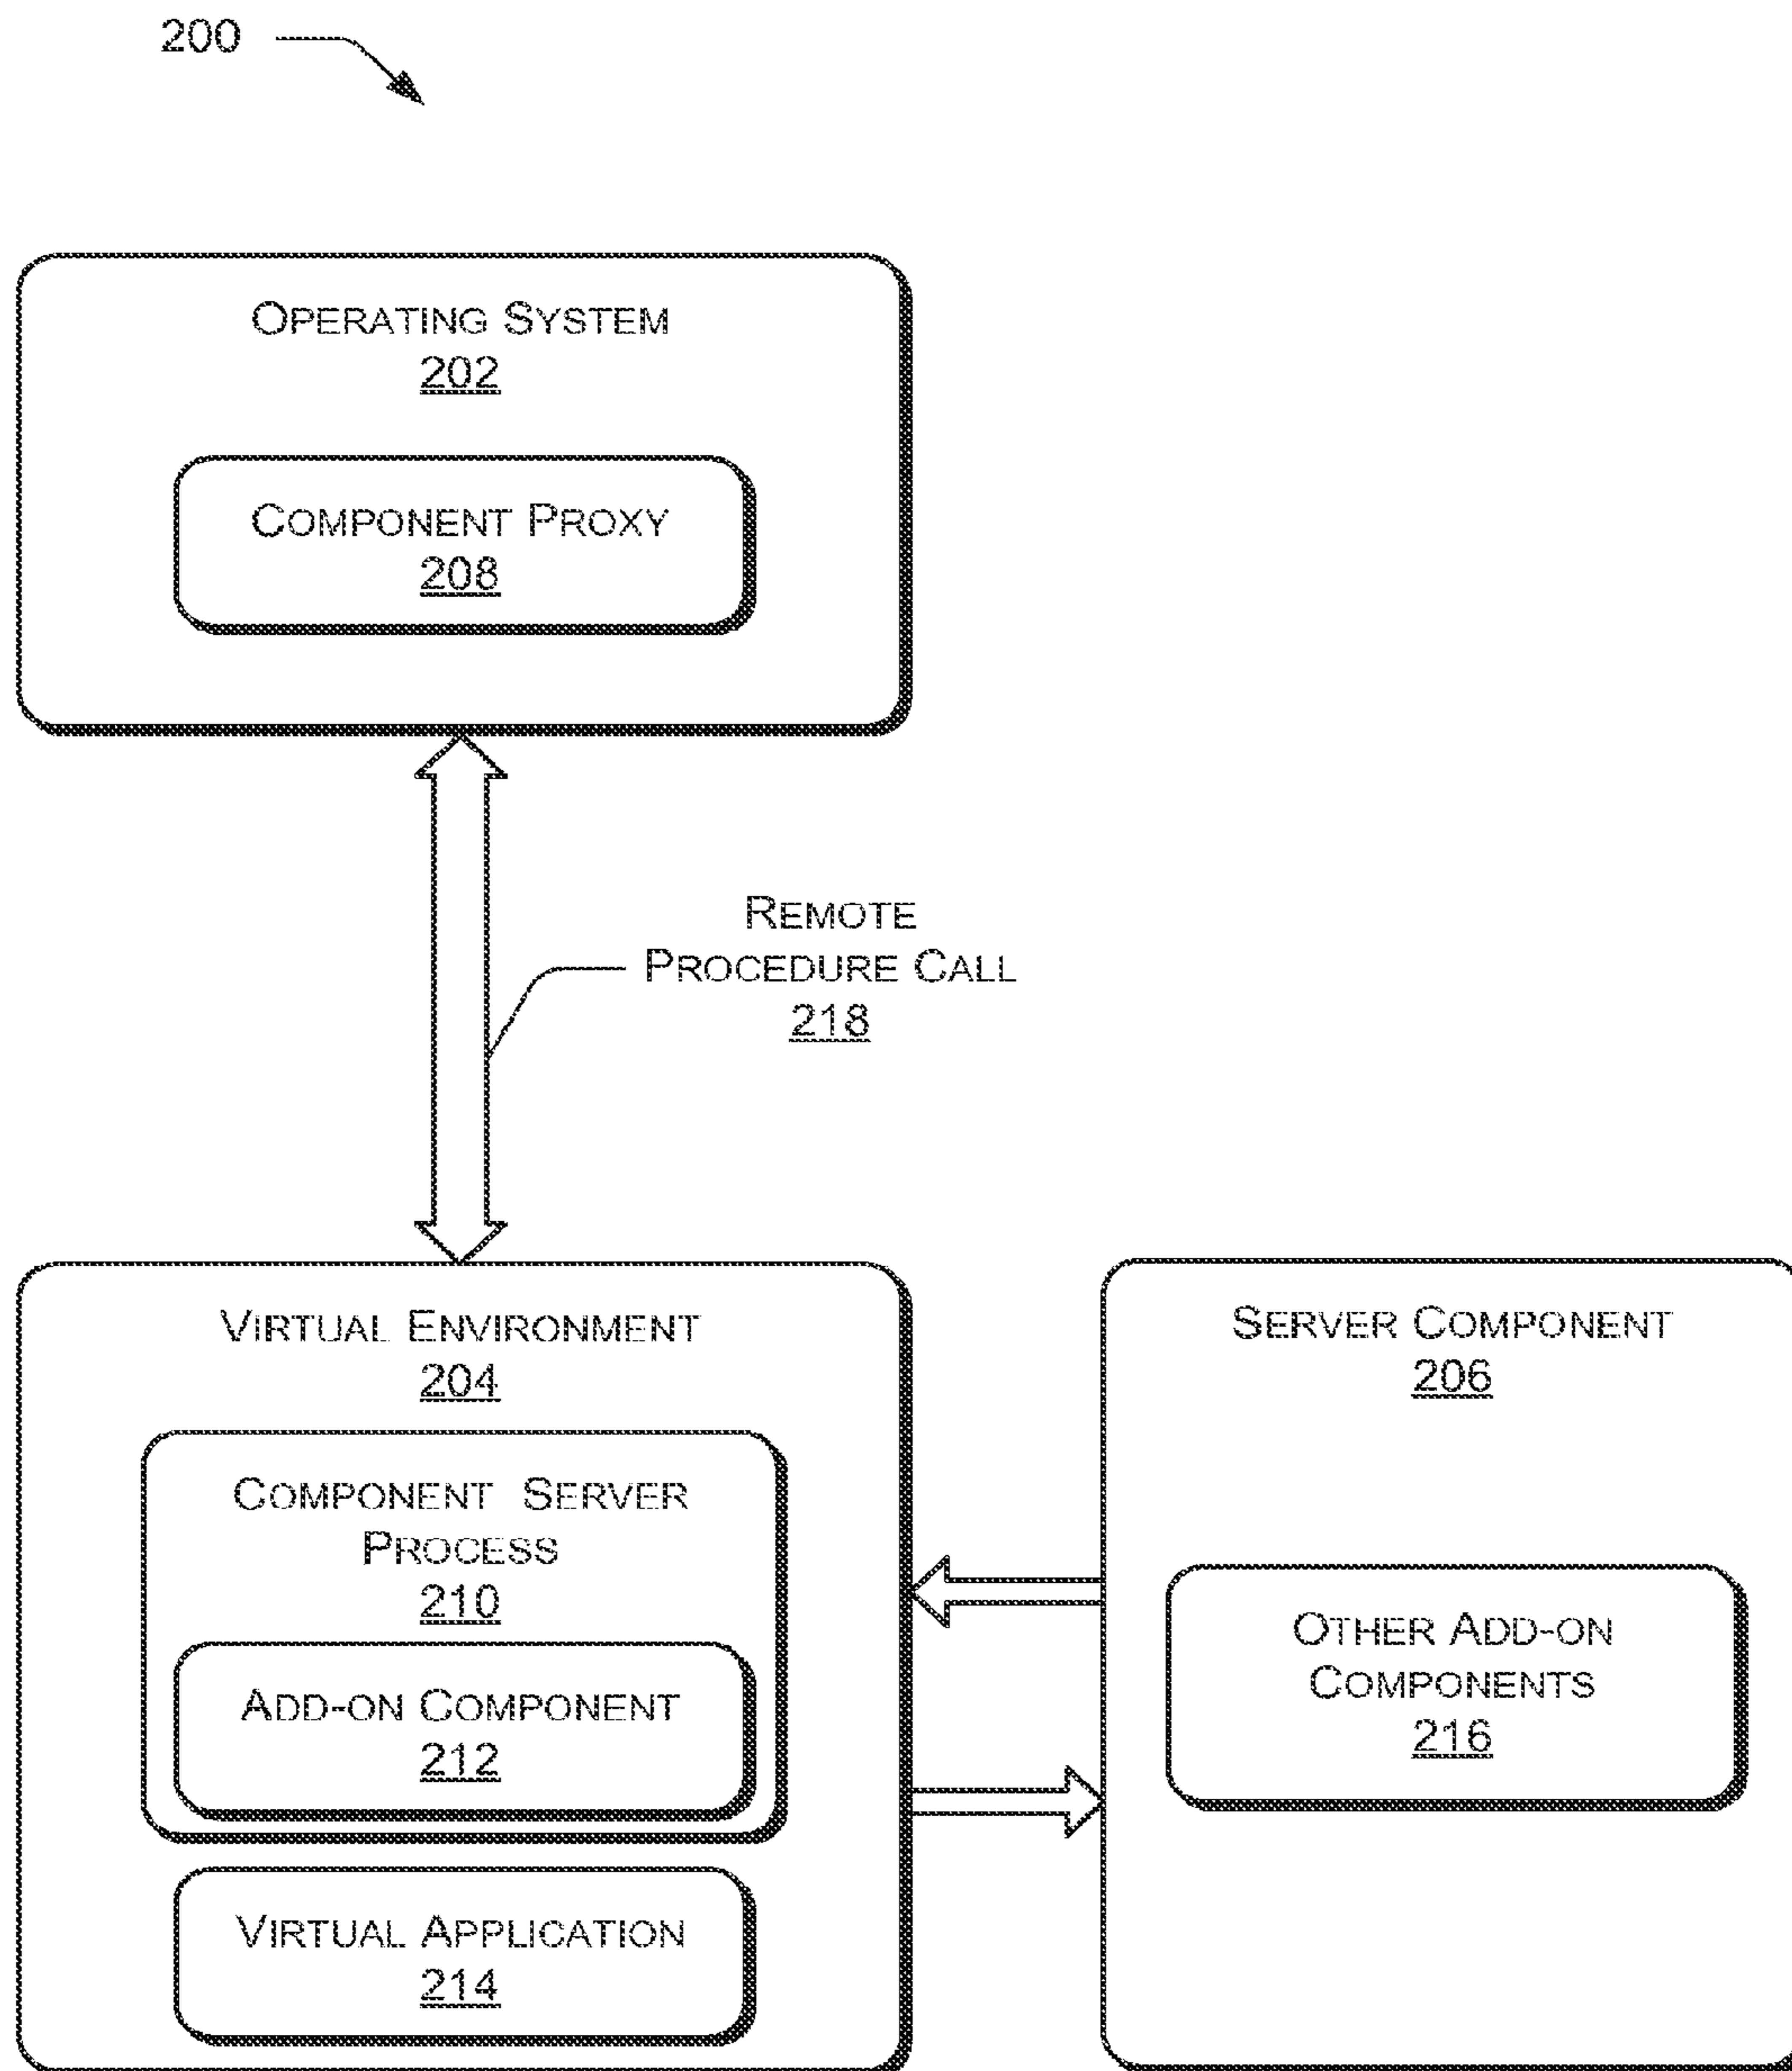 200
OPERATING SYSTEM
202
COMPONENT PROXY
208
REMOTE
PROCEDURE CALL
218
VIRTUAL ENVIRONMENT
204
COMPONENT SERVER
PROCESS
210
ADD-ON COMPONENT
212
VIRTUAL APPLICATION
214
SERVER COMPONENT
206
OTHER ADD-ON
COMPONENTS
216